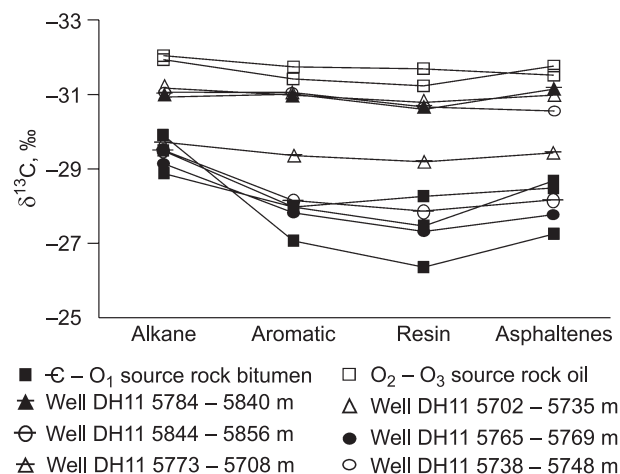 –33
–31
–29
–27
–25
δ13C, ‰
Alkane Aromatic Resin Asphaltenes
Є – O1 source rock bitumen
O2 – O3 source rock oil
Well DH11 5784 – 5840 m
Well DH11 5702 – 5735 m
Well DH11 5844 – 5856 m
Well DH11 5765 – 5769 m
Well DH11 5773 – 5708 m
Well DH11 5738 – 5748 m